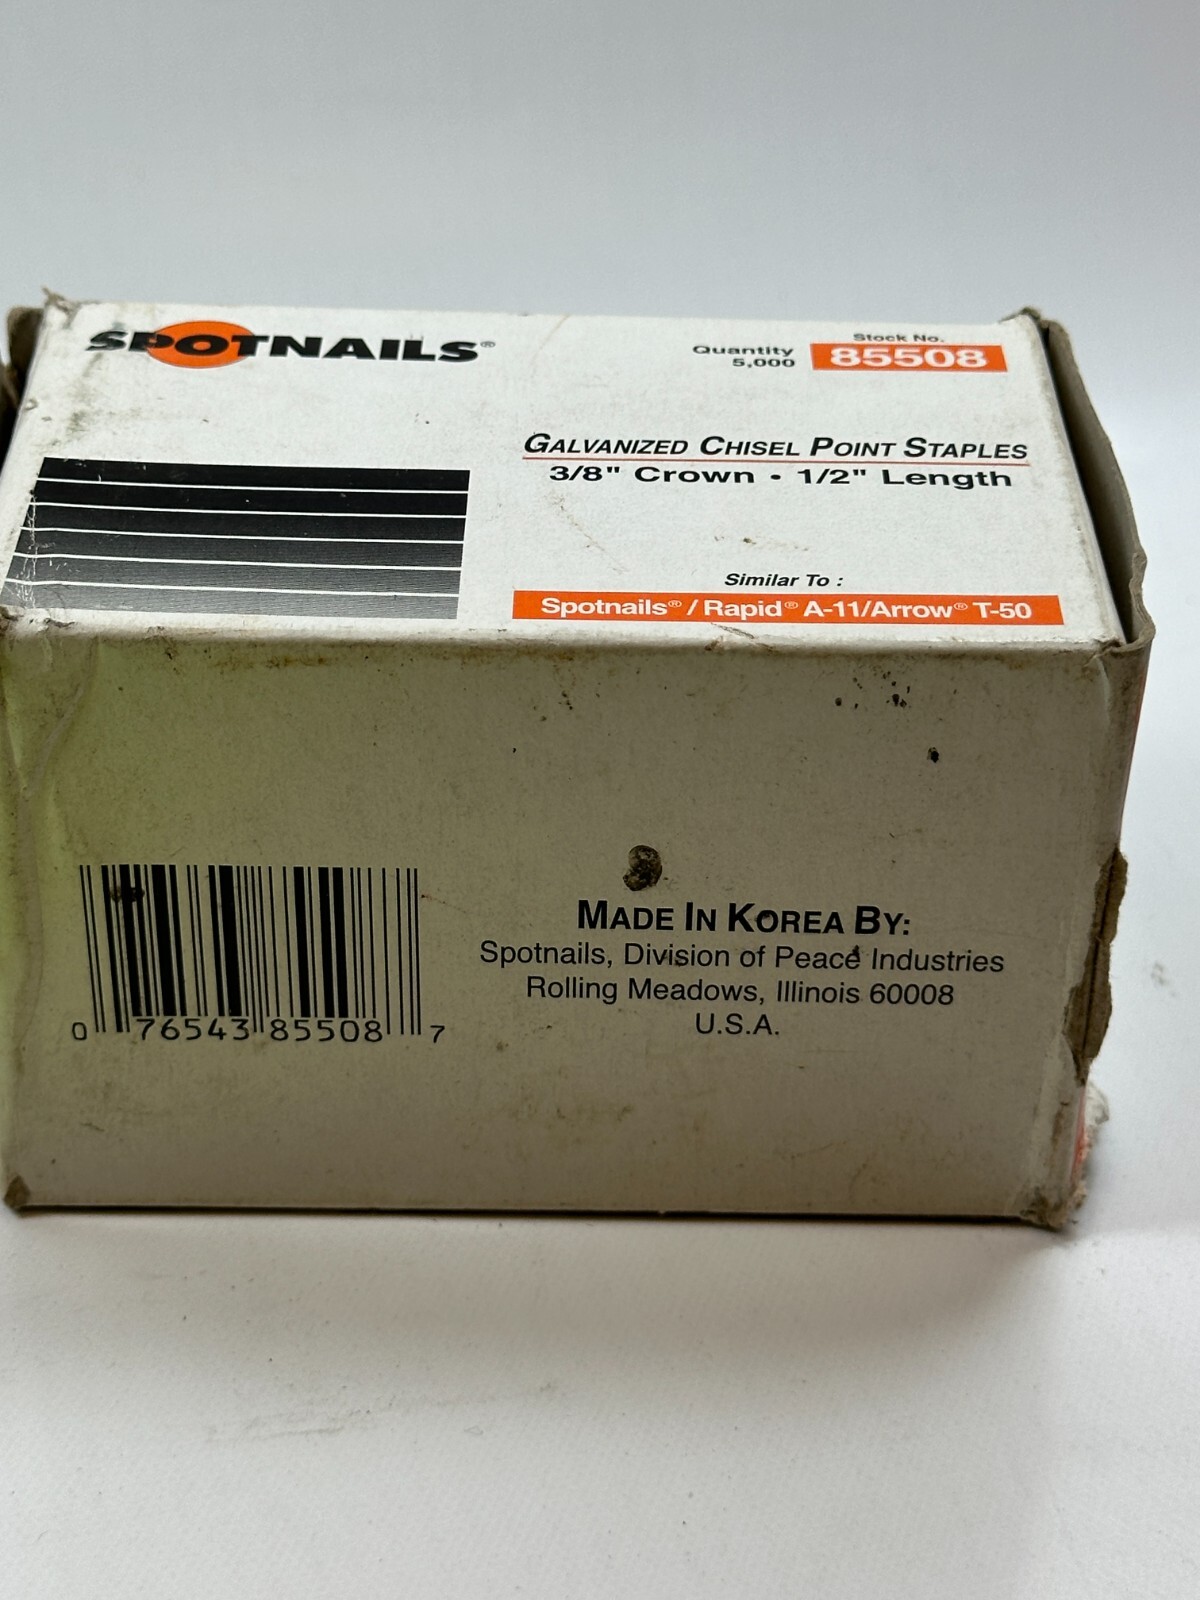 SPOTNAILS®
Quantity
5,000
Stock No.
85508
GALVANIZED CHISEL POINT STAPLES
3/8" Crown • 1/2" Length
Similar To :
Spotnails® / Rapid® A-11/Arrow® T-50
MADE IN KOREA BY:
Spotnails, Division of Peace Industries
Rolling Meadows, Illinois 60008
U.S.A.
0 76543 85508 7